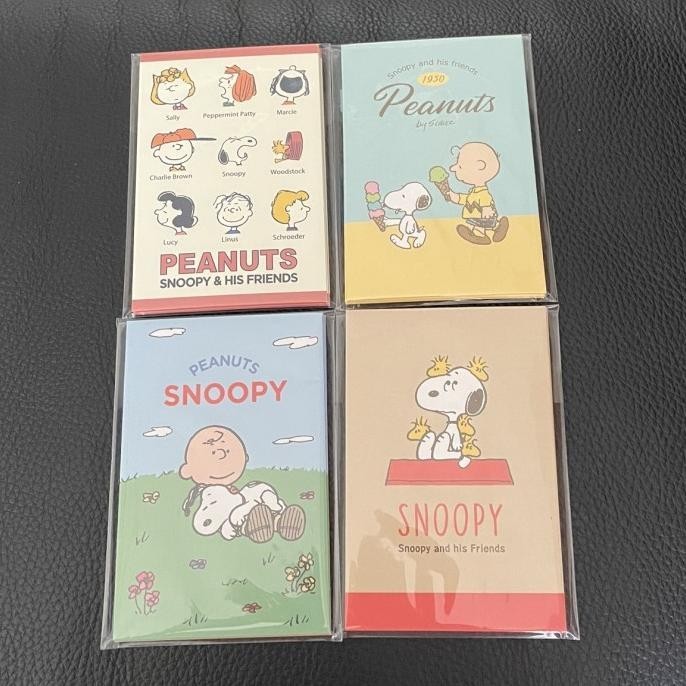 Sally
Peppermint Patty
Marcie
Charlie Brown
Snoopy
Woodstock
Lucy
Linus
Schroeder
PEANUTS
SNOOPY & HIS FRIENDS
Snoopy and his friends
1950
Peanuts
by Schulz
PEANUTS
SNOOPY
SNOOPY
Snoopy and his Friends